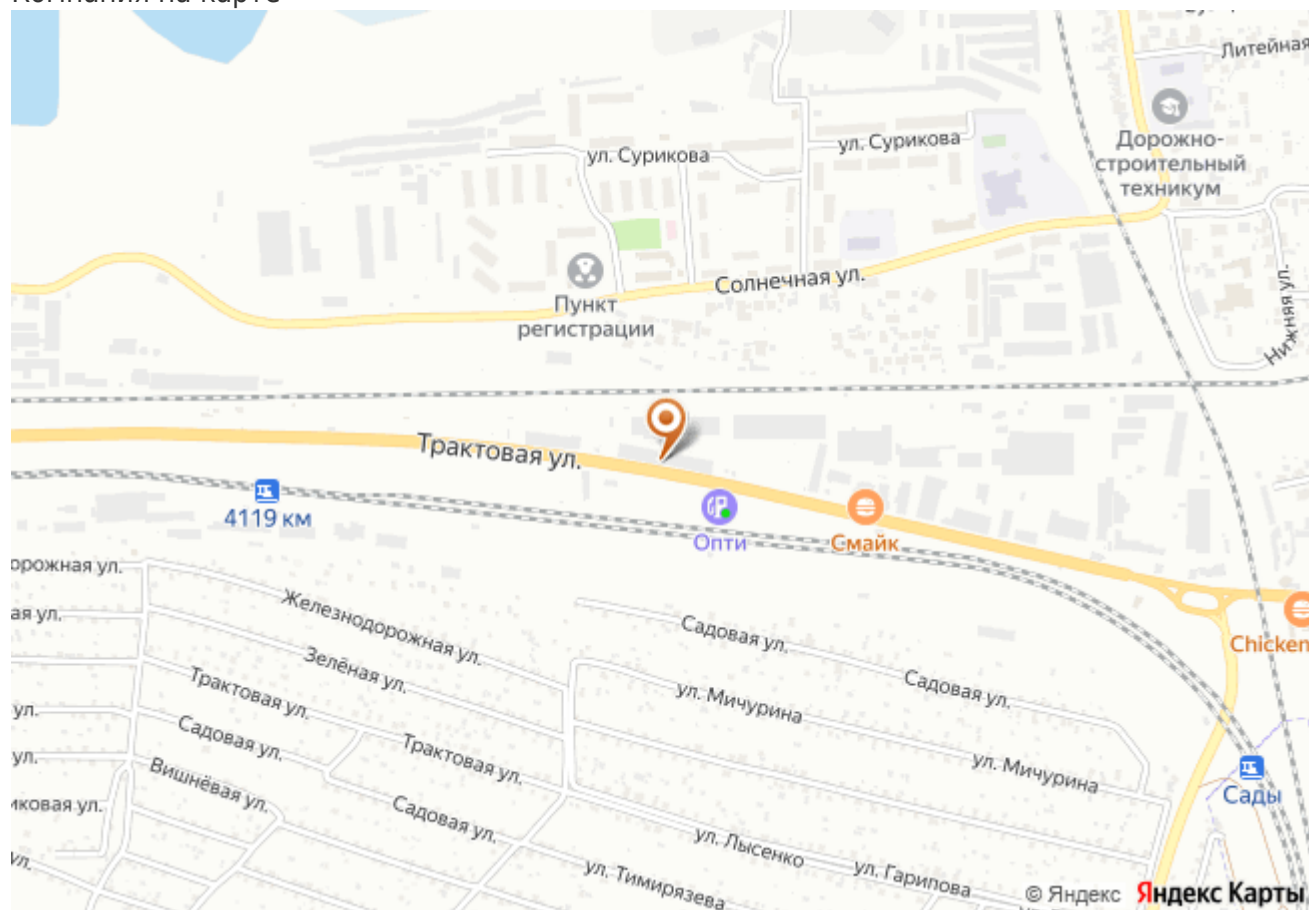 Литейная
ул. Сурикова
ул. Сурикова
Дорожно-
строительный
техникум
Солнечная ул.
Пункт
регистрации
Нижняя ул.
Трактовая ул.
4119 км
Опти
Смайк
орожная ул.
ая ул.
Железнодорожная ул.
Зелёная ул.
Садовая ул.
Садовая ул.
Chicken
Трактовая ул.
ул. Мичурина
ул.
Садовая ул.
Трактовая ул.
ул. Мичурина
ул.
Вишнёвая ул.
Сады
иковая ул.
Садовая ул.
ул. Лысенко
ул.
ул. Тимирязева
ул. Гарипова
© Яндекс Яндекс Карты